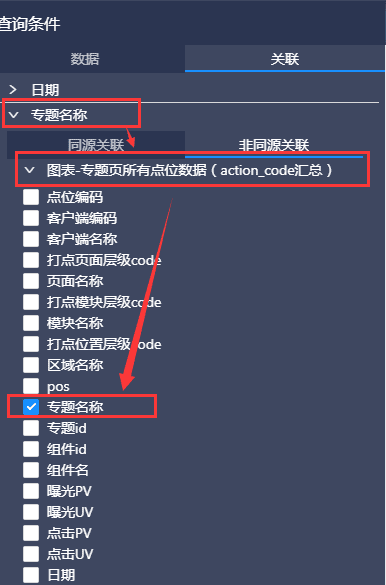 查询条件
数据 关联
日期
专题名称
同源关联 非同源关联
图表-专题页所有点位数据（action_code汇总）
点位编码
客户端编码
客户端名称
打点页面层级code
页面名称
打点模块层级code
模块名称
打点位置层级code
区域名称
pos
专题名称
专题id
组件id
组件名
曝光PV
曝光UV
点击PV
点击UV
日期